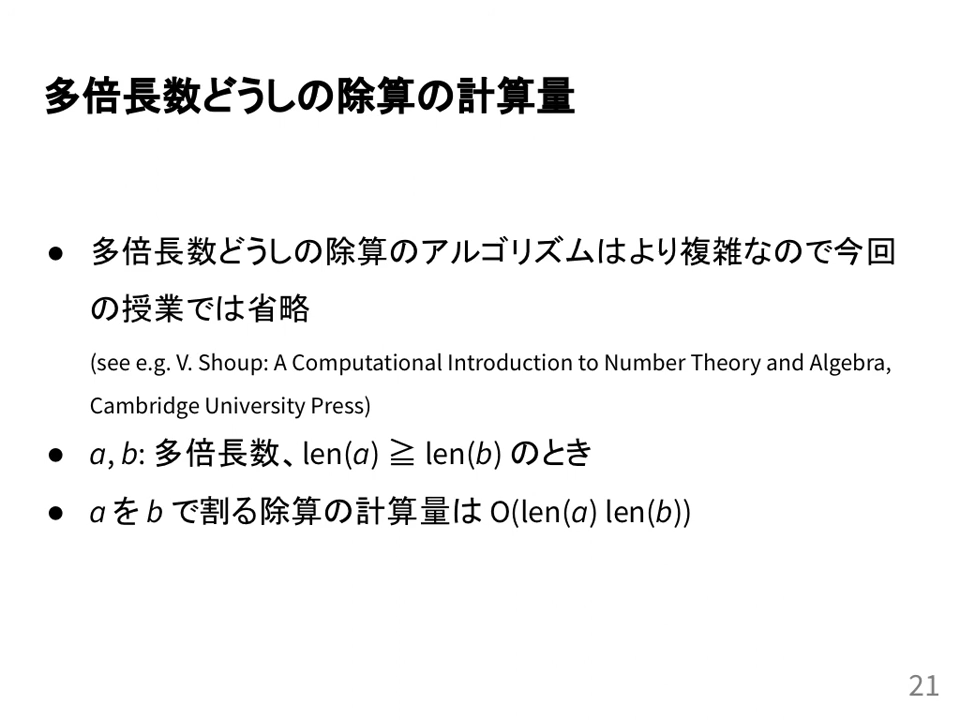 多倍長数どうしの除算の計算量
● 多倍長数どうしの除算のアルゴリズムはより複雑なので今回
の授業では省略
(see e.g. V. Shoup: A Computational Introduction to Number Theory and Algebra,
Cambridge University Press)
● a, b: 多倍長数、len(a) ≧ len(b) のとき
● a を b で割る除算の計算量は O(len(a) len(b))
21